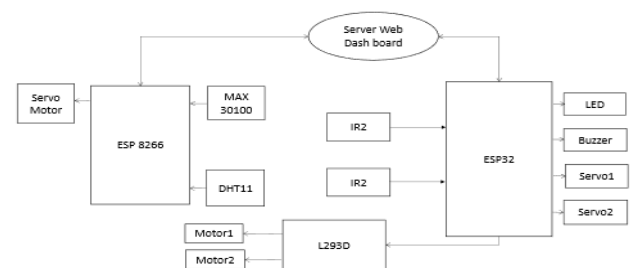 Server Web
Dash board
Servo
Motor
MAX
30100
ESP 8266
DHT11
IR2
IR2
ESP32
LED
Buzzer
Servo1
Servo2
Motor1
Motor2
L293D